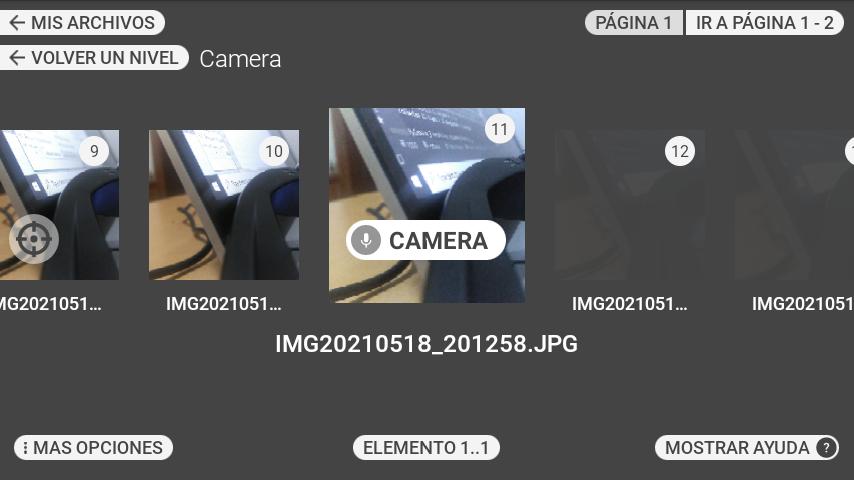 MIS ARCHIVOS
PÁGINA 1
IR A PÁGINA 1 - 2
VOLVER UN NIVEL
Camera
9
10
11
12
CAMERA
MG2021051...
IMG2021051...
IMG2021051...
IMG2021051
IMG20210518_201258.JPG
MAS OPCIONES
ELEMENTO 1..1
MOSTRAR AYUDA ?